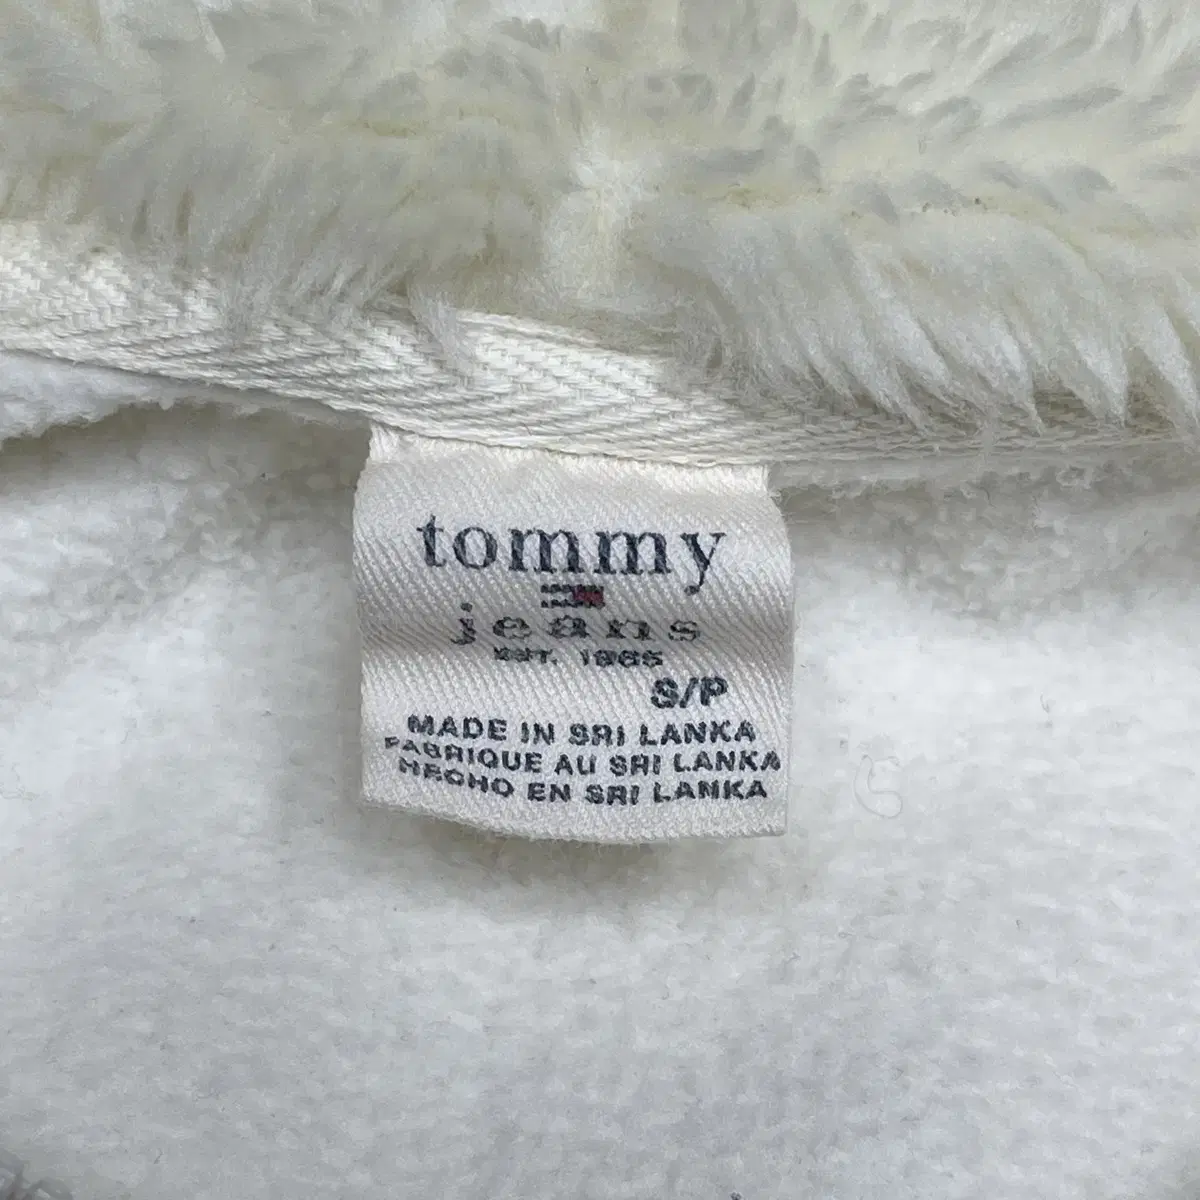 tommy
jeans
EST. 1985
S/P
MADE IN SRI LANKA
FABRIQUE AU SRI LANKA
HECHO EN SRI LANKA